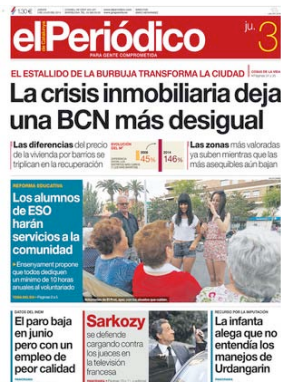 1,30 €
el Periódico
de Catalunya
PARA GENTE COMPROMETIDA
ju.
3
EL ESTALLIDO DE LA BURBUJA TRANSFORMA LA CIUDAD
La crisis inmobiliaria deja
una BCN más desigual
Las diferencias del precio
de la vivienda por barrios se
triplican en la recuperación
45%
2014
146%
Las zonas más valoradas
ya suben mientras que las
más asequibles aún bajan
REFORMA EDUCATIVA
Los alumnos
de ESO
harán
servicios a la
comunidad
Ensenyament propone
que todos dediquen
un mínimo de 10 horas
anuales al voluntariado
DATOS DEL INEM
El paro baja
en junio
pero con un
empleo de
peor calidad
Sarkozy
se defiende
cargando contra
los jueces en
la televisión
francesa
RECURSO POR LA IMPUTACIÓN
La infanta
alega que no
entendía los
manejos de
Urdangarin